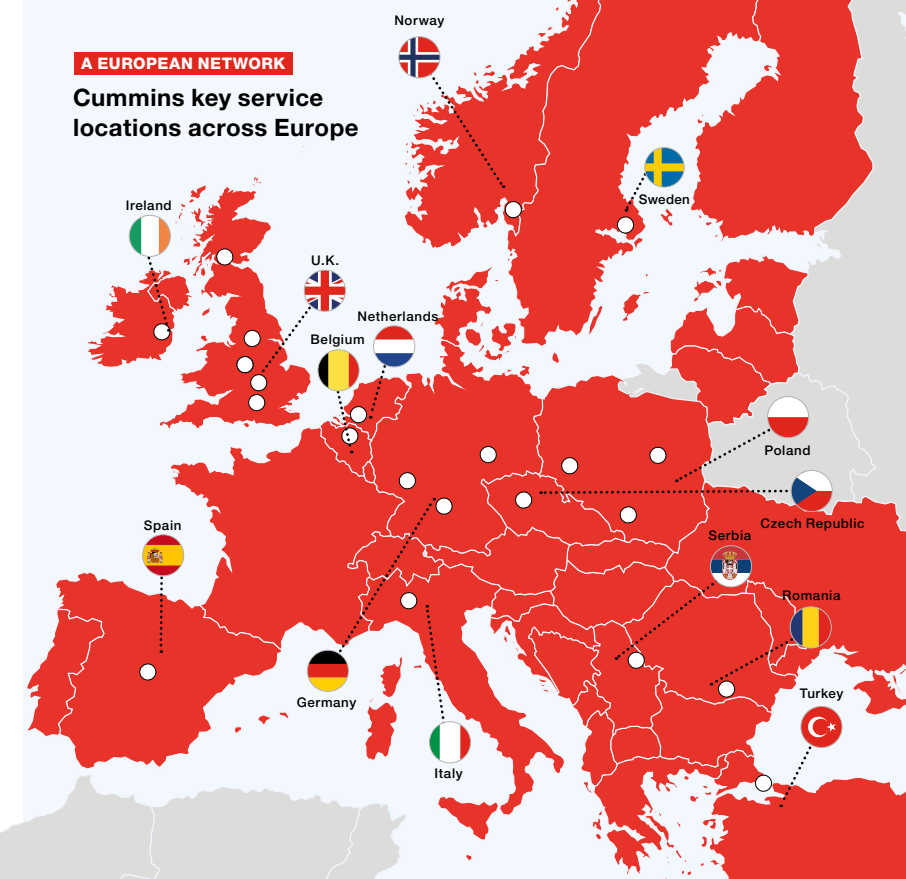 A EUROPEAN NETWORK
Cummins key service
locations across Europe
Norway
Sweden
Ireland
U.K.
Netherlands
Belgium
Poland
Czech Republic
Spain
Serbia
Romania
Germany
Turkey
Italy